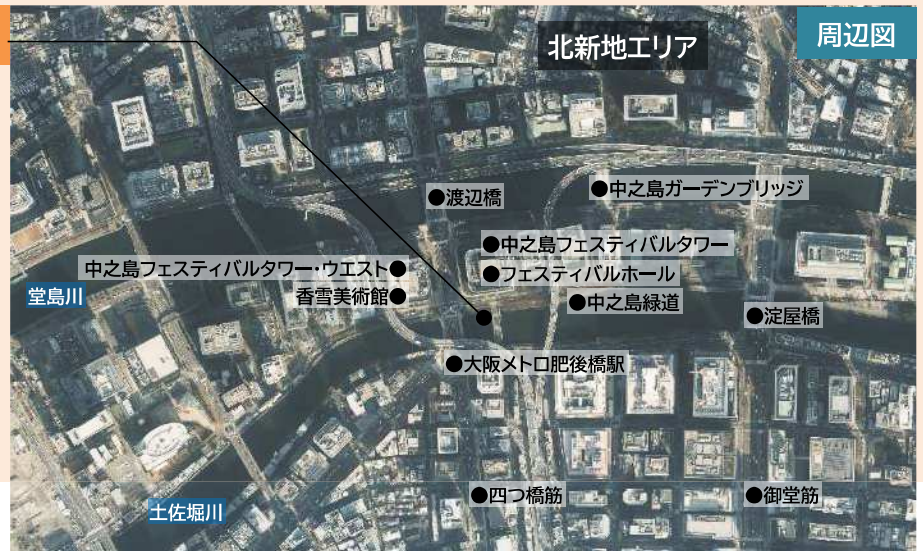 周辺図
北新地エリア
●中之島ガーデンブリッジ
●渡辺橋
●中之島フェスティバルタワー
中之島フェスティバルタワー・ウエスト●
●フェスティバルホール
堂島川
香雪美術館●
●中之島緑道
●淀屋橋
●大阪メトロ肥後橋駅
●四つ橋筋
●御堂筋
土佐堀川